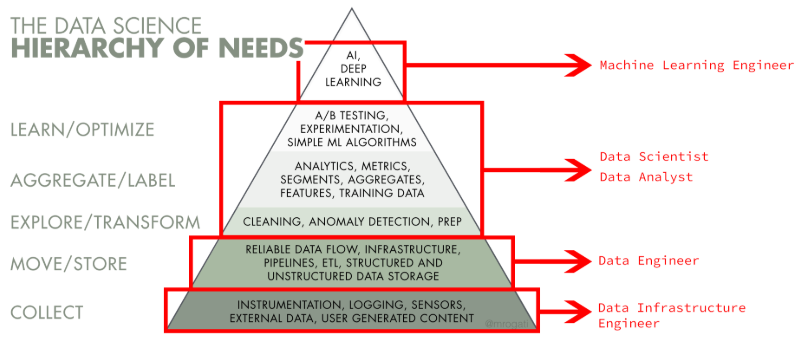 THE DATA SCIENCE
HIERARCHY OF NEEDS
AI,
DEEP
LEARNING
Machine Learning Engineer
LEARN/OPTIMIZE
A/B TESTING,
EXPERIMENTATION,
SIMPLE ML ALGORITHMS
AGGREGATE/LABEL
ANALYTICS, METRICS,
SEGMENTS, AGGREGATES,
FEATURES, TRAINING DATA
Data Scientist
Data Analyst
EXPLORE/TRANSFORM
CLEANING, ANOMALY DETECTION, PREP
MOVE/STORE
RELIABLE DATA FLOW, INFRASTRUCTURE,
PIPELINES, ETL, STRUCTURED AND
UNSTRUCTURED DATA STORAGE
Data Engineer
COLLECT
INSTRUMENTATION, LOGGING, SENSORS,
EXTERNAL DATA, USER GENERATED CONTENT
@mrogati
Data Infrastructure
Engineer